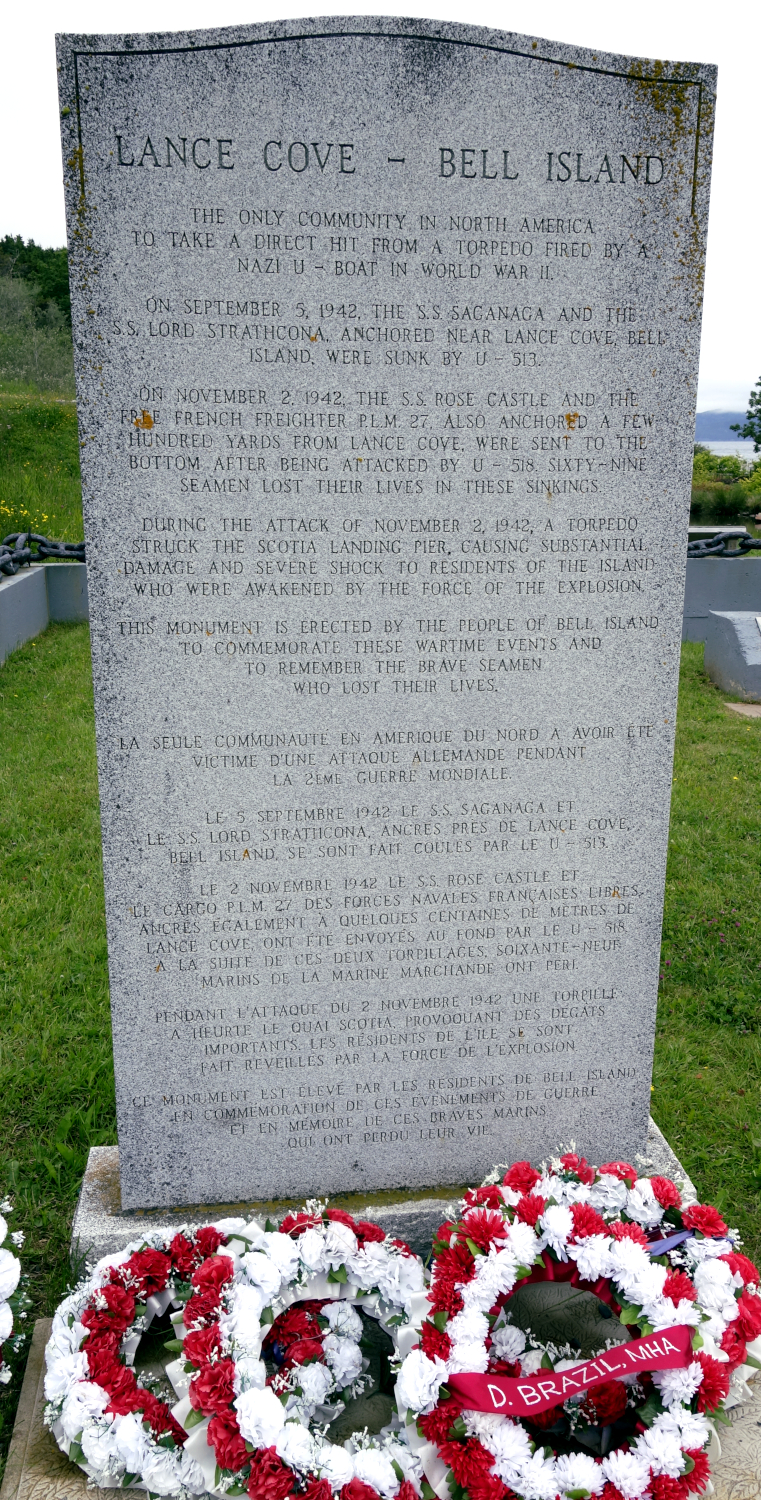 LANCE COVE - BELL ISLAND
THE ONLY COMMUNITY IN NORTH AMERICA
TO TAKE A DIRECT HIT FROM A TORPEDO FIRED BY A
NAZI U - BOAT IN WORLD WAR II.
ON SEPTEMBER 5, 1942, THE S.S. SAGANAGA AND THE
S.S. LORD STRATHCONA, ANCHORED NEAR LANCE COVE, BELL
ISLAND, WERE SUNK BY U - 513.
ON NOVEMBER 2, 1942, THE S.S. ROSE CASTLE AND THE
FREE FRENCH FREIGHTER P.L.M. 27, ALSO ANCHORED A FEW
HUNDRED YARDS FROM LANCE COVE, WERE SENT TO THE
BOTTOM AFTER BEING ATTACKED BY U - 518. SIXTY-NINE
SEAMEN LOST THEIR LIVES IN THESE SINKINGS.
DURING THE ATTACK OF NOVEMBER 2, 1942, A TORPEDO
STRUCK THE SCOTIA LANDING PIER, CAUSING SUBSTANTIAL
DAMAGE AND SEVERE SHOCK TO RESIDENTS OF THE ISLAND
WHO WERE AWAKENED BY THE FORCE OF THE EXPLOSION.
THIS MONUMENT IS ERECTED BY THE PEOPLE OF BELL ISLAND
TO COMMEMORATE THESE WARTIME EVENTS AND
TO REMEMBER THE BRAVE SEAMEN
WHO LOST THEIR LIVES.
LA SEULE COMMUNAUTÉ EN AMÉRIQUE DU NORD A AVOIR ÉTÉ
VICTIME D'UNE ATTAQUE ALLEMANDE PENDANT
LA 2ÈME GUERRE MONDIALE.
LE 5 SEPTEMBRE 1942 LE S.S. SAGANAGA ET
LE S.S. LORD STRATHCONA, ANCRÉS PRÈS DE LANCE COVE,
BELL ISLAND, SE SONT FAIT COULÉS PAR LE U - 513.
LE 2 NOVEMBRE 1942 LE S.S. ROSE CASTLE ET
LE CARGO P.L.M. 27 DES FORCES NAVALES FRANÇAISES LIBRES,
ANCRÉS ÉGALEMENT À QUELQUES CENTAINES DE MÈTRES DE
LANCE COVE, ONT ÉTÉ ENVOYÉS AU FOND PAR LE U - 518.
A LA SUITE DE CES DEUX TORPILLAGES, SOIXANTE-NEUF
MARINS DE LA MARINE MARCHANDE ONT PÉRI.
PENDANT L'ATTAQUE DU 2 NOVEMBRE 1942 UNE TORPILLE
A HEURTÉ LE QUAI SCOTIA, PROVOQUANT DES DÉGÂTS
IMPORTANTS. LES RÉSIDENTS DE L'ÎLE SE SONT
FAIT RÉVEILLÉS PAR LA FORCE DE L'EXPLOSION.
CE MONUMENT EST ÉLEVÉ PAR LES RÉSIDENTS DE BELL ISLAND
EN COMMÉMORATION DE CES ÉVÉNEMENTS DE GUERRE
ET EN MÉMOIRE DE CES BRAVES MARINS
QUI ONT PERDU LEUR VIE.
D. BRAZIL, MHA